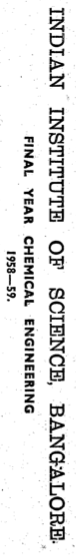 INDIAN INSTITUTE OF SCIENCE, BANGALORE.
FINAL YEAR CHEMICAL ENGINEERING
1958—59.